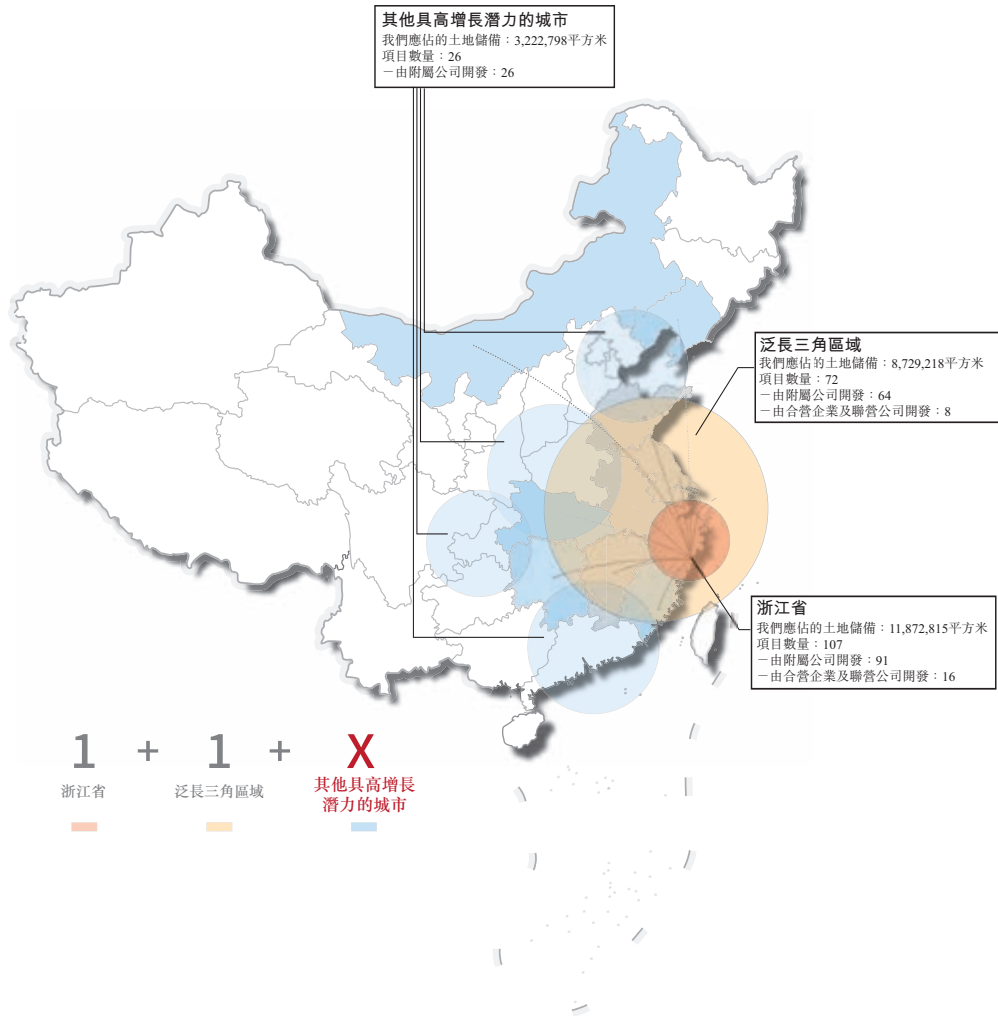 其他具高增長潛力的城市
我們應佔的土地儲備：3,222,798平方米
項目數量：26
－由附屬公司開發：26
泛長三角區域
我們應佔的土地儲備：8,729,218平方米
項目數量：72
－由附屬公司開發：64
－由合營企業及聯營公司開發：8
浙江省
我們應佔的土地儲備：11,872,815平方米
項目數量：107
－由附屬公司開發：91
－由合營企業及聯營公司開發：16
1 + 1 + X
浙江省 泛長三角區域 其他具高增長
潛力的城市